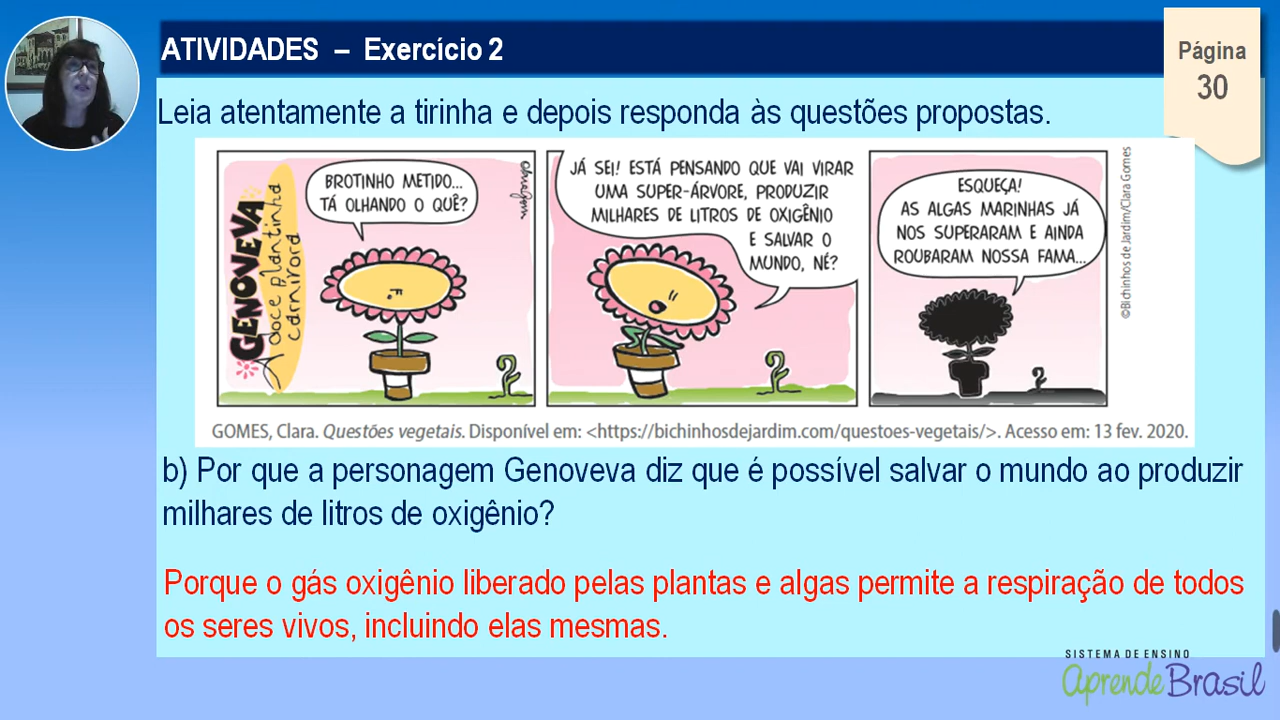 ATIVIDADES – Exercício 2
Página
30
Leia atentamente a tirinha e depois responda às questões propostas.
GENOVEVA
A doce plantinha
carnívora
BROTINHO METIDO...
TÁ OLHANDO O QUÊ?
JÁ SEI! ESTÁ PENSANDO QUE VAI VIRAR
UMA SUPER-ÁRVORE, PRODUZIR
MILHARES DE LITROS DE OXIGÊNIO
E SALVAR O
MUNDO, NÉ?
ESQUEÇA!
AS ALGAS MARINHAS JÁ
NOS SUPERARAM E AINDA
ROUBARAM NOSSA FAMA...
©Bichinhos de Jardim/Clara Gomes
GOMES, Clara. Questões vegetais. Disponível em: <https://bichinhosdejardim.com/questoes-vegetais/>. Acesso em: 13 fev. 2020.
b) Por que a personagem Genoveva diz que é possível salvar o mundo ao produzir
milhares de litros de oxigênio?
Porque o gás oxigênio liberado pelas plantas e algas permite a respiração de todos
os seres vivos, incluindo elas mesmas.
SISTEMA DE ENSINO
aprende Brasil